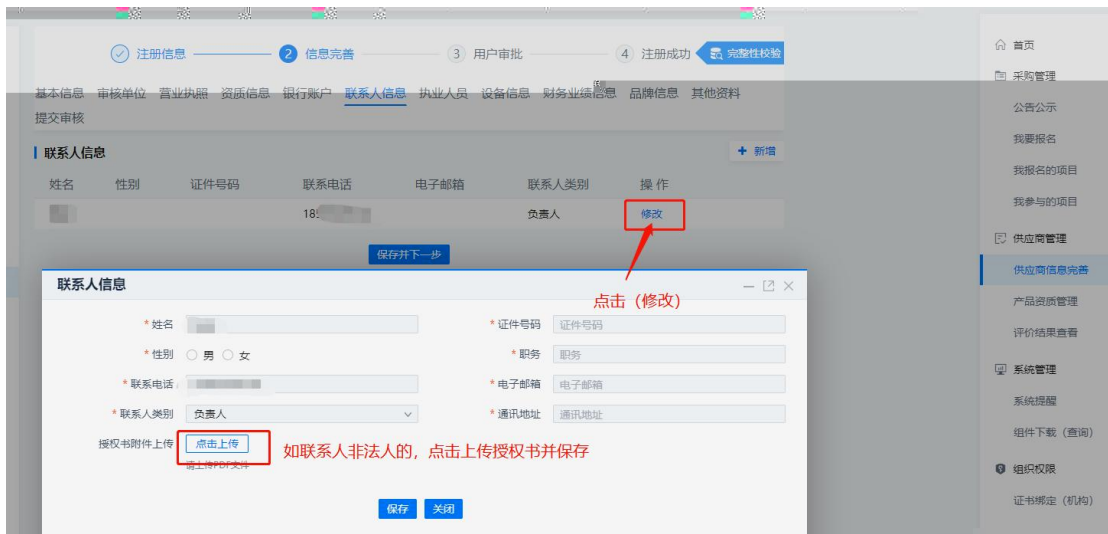 注册信息
2 信息完善
3 用户审批
4 注册成功
完整性校验
基本信息 审核单位 营业执照 资质信息 银行账户 联系人信息 执业人员 设备信息 财务业绩信息 品牌信息 其他资料
提交审核
联系人信息
+ 新增
姓名 性别 证件号码 联系电话 电子邮箱 联系人类别 操作
负责人 修改
保存并下一步
点击（修改）
联系人信息
* 姓名
* 证件号码 证件号码
* 性别 男 女
* 职务 职务
* 联系电话
* 电子邮箱 电子邮箱
* 联系人类别 负责人
* 通讯地址 通讯地址
授权书附件上传 点击上传
如联系人非法人的，点击上传授权书并保存
请上传PDF文件
保存 关闭
首页
采购管理
公告公示
我要报名
我报名的项目
我参与的项目
供应商管理
供应商信息完善
产品资质管理
评价结果查看
系统管理
系统提醒
组件下载（查询）
组织权限
证书绑定（机构）